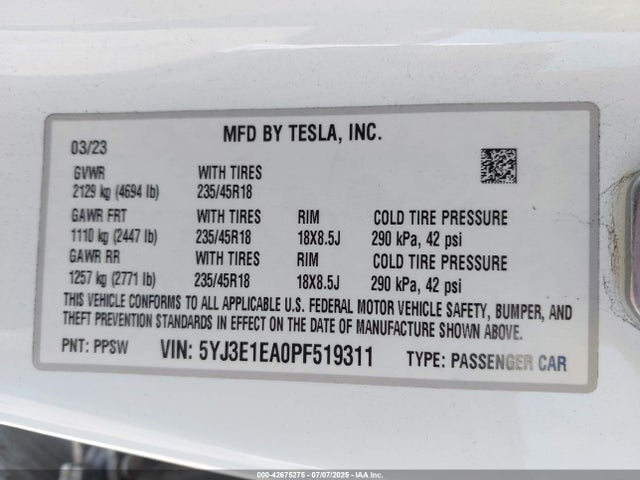 MFD BY TESLA, INC.
03/23
GVWR WITH TIRES
2129 kg (4694 lb) 235/45R18
GAWR FRT WITH TIRES RIM COLD TIRE PRESSURE
1110 kg (2447 lb) 235/45R18 18X8.5J 290 kPa, 42 psi
GAWR RR WITH TIRES RIM COLD TIRE PRESSURE
1257 kg (2771 lb) 235/45R18 18X8.5J 290 kPa, 42 psi
THIS VEHICLE CONFORMS TO ALL APPLICABLE U.S. FEDERAL MOTOR VEHICLE SAFETY, BUMPER, AND
THEFT PREVENTION STANDARDS IN EFFECT ON THE DATE OF MANUFACTURE SHOWN ABOVE.
PNT: PPSW VIN: 5YJ3E1EA0PF519311 TYPE: PASSENGER CAR
000-42675275 - 07/07/2025 - IAA Inc.